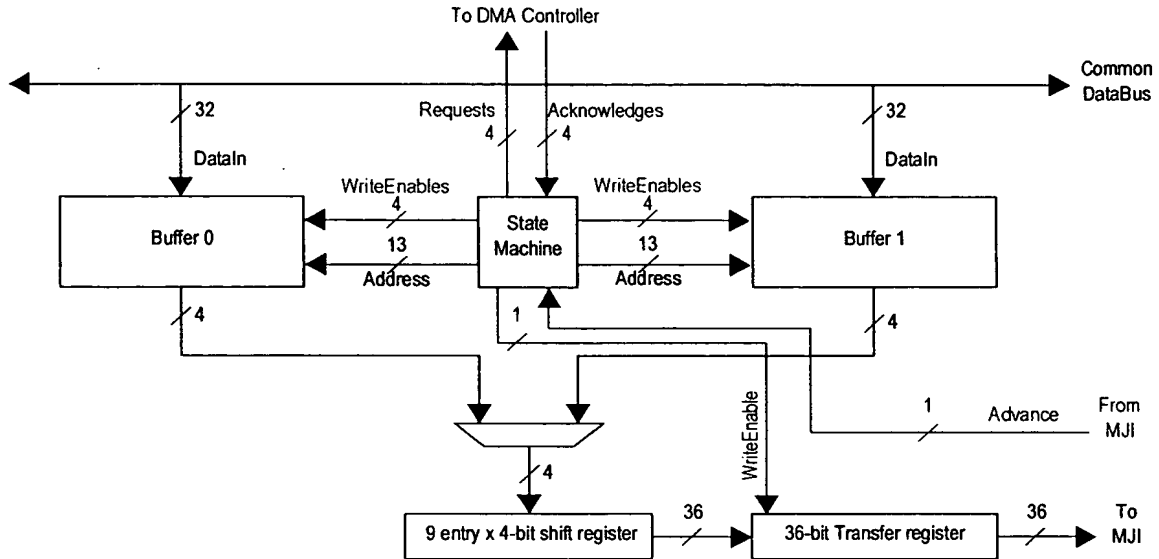 To DMA Controller
Common
DataBus
32
Requests
4
Acknowledges
4
32
DataIn
DataIn
WriteEnables
4
WriteEnables
4
Buffer 0
State
Machine
Buffer 1
13
Address
13
Address
4
1
4
1
Advance
From
MJI
WriteEnable
4
9 entry x 4-bit shift register
36
36-bit Transfer register
36
To
MJI